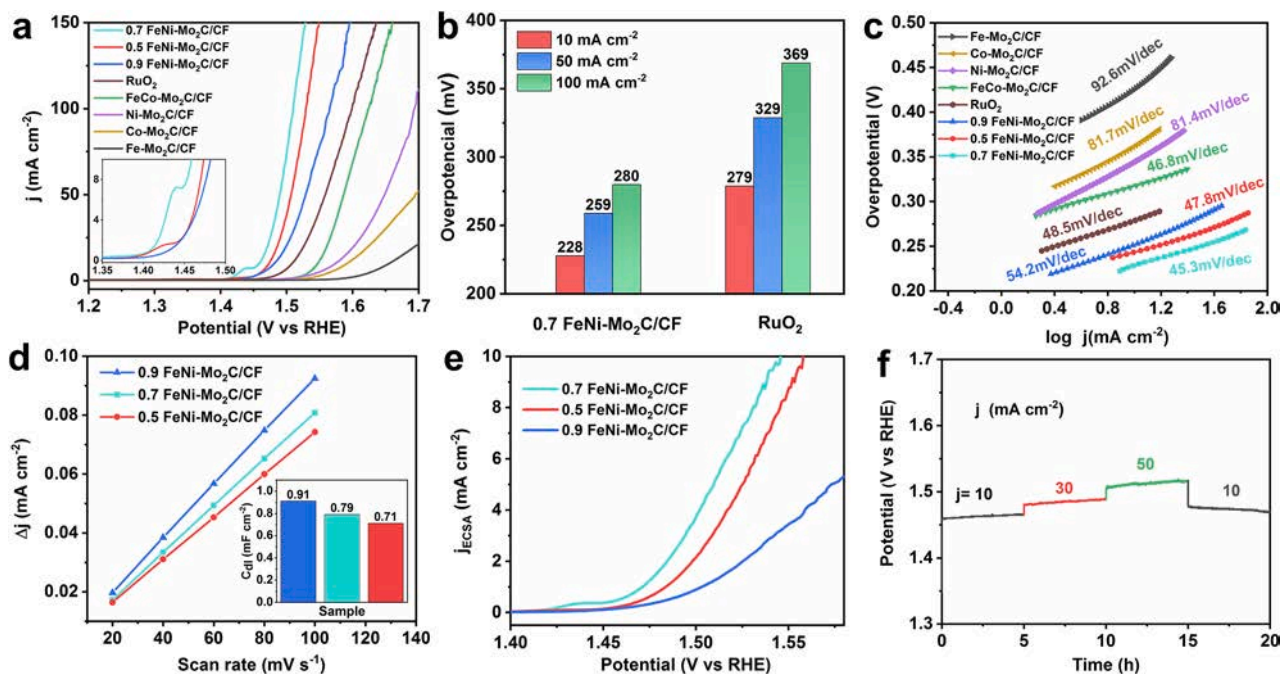 a
150
100
50
0
j (mA cm⁻²)
0.7 FeNi-Mo₂C/CF
0.5 FeNi-Mo₂C/CF
0.9 FeNi-Mo₂C/CF
RuO₂
FeCo-Mo₂C/CF
Ni-Mo₂C/CF
Co-Mo₂C/CF
Fe-Mo₂C/CF
8
4
0
1.35 1.40 1.45 1.50
1.2 1.3 1.4 1.5 1.6 1.7
Potential (V vs RHE)
b
400
350
300
250
200
Overpotencial (mV)
10 mA cm⁻²
50 mA cm⁻²
100 mA cm⁻²
228
259
280
279
329
369
0.7 FeNi-Mo₂C/CF RuO₂
c
0.50
0.45
0.40
0.35
0.30
0.25
0.20
Overpotential (V)
Fe-Mo₂C/CF
Co-Mo₂C/CF
Ni-Mo₂C/CF
FeCo-Mo₂C/CF
RuO₂
0.9 FeNi-Mo₂C/CF
0.5 FeNi-Mo₂C/CF
0.7 FeNi-Mo₂C/CF
92.6mV/dec
81.7mV/dec
81.4mV/dec
46.8mV/dec
48.5mV/dec
47.8mV/dec
54.2mV/dec
45.3mV/dec
-0.4 0.0 0.4 0.8 1.2 1.6 2.0
log j(mA cm⁻²)
d
0.10
0.08
0.06
0.04
0.02
0.00
Δj (mA cm⁻²)
0.9 FeNi-Mo₂C/CF
0.7 FeNi-Mo₂C/CF
0.5 FeNi-Mo₂C/CF
1.0
0.8
0.6
0.4
0.2
0.0
C_dl (mF cm⁻²)
0.91
0.79
0.71
Sample
20 40 60 80 100 120 140
Scan rate (mV s⁻¹)
e
10
8
6
4
2
0
j_ECSA (mA cm⁻²)
0.7 FeNi-Mo₂C/CF
0.5 FeNi-Mo₂C/CF
0.9 FeNi-Mo₂C/CF
1.40 1.45 1.50 1.55
Potential (V vs RHE)
f
1.7
1.6
1.5
1.4
1.3
Potential (V vs RHE)
j (mA cm⁻²)
j= 10
30
50
10
0 5 10 15 20
Time (h)